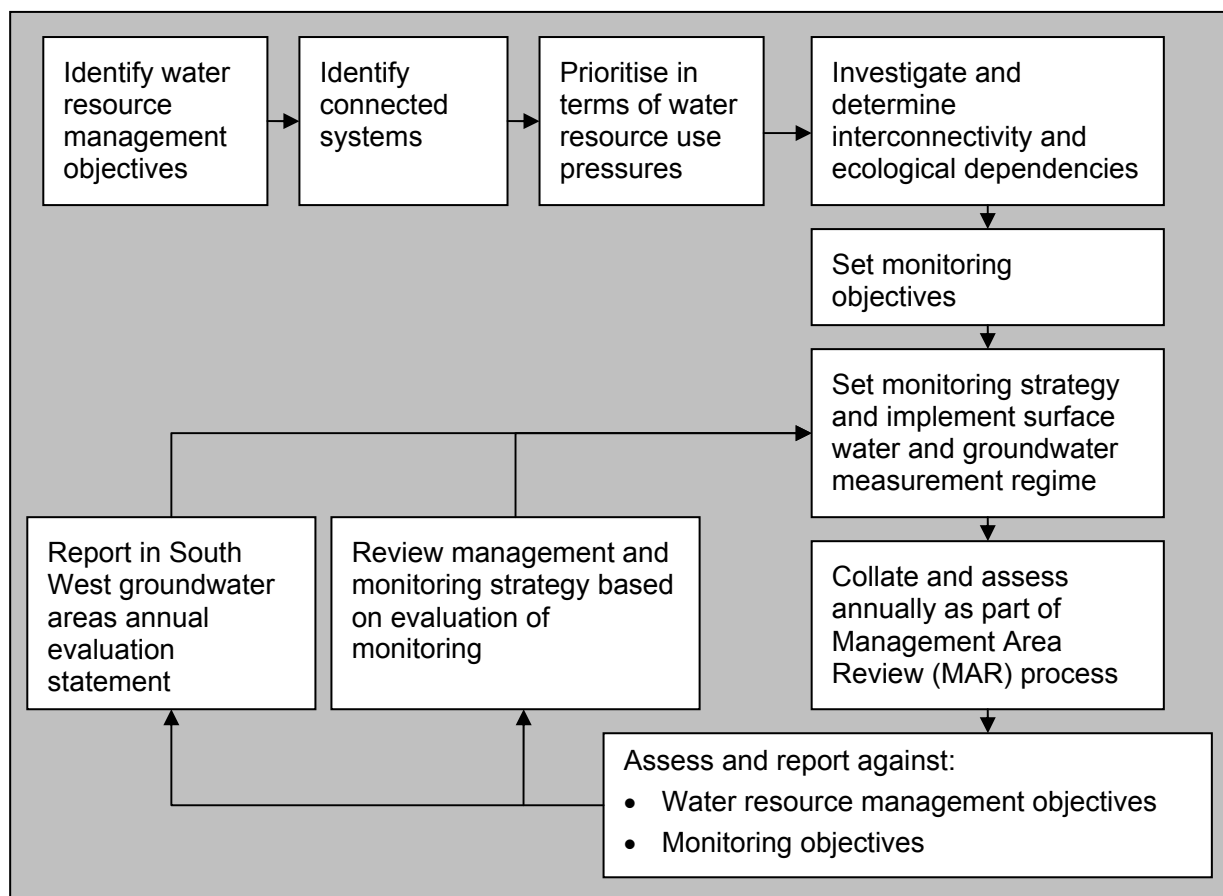 Identify water
resource
management
objectives
Identify
connected
systems
Prioritise in
terms of water
resource use
pressures
Investigate and
determine
interconnectivity and
ecological dependencies
Set monitoring
objectives
Set monitoring strategy
and implement surface
water and groundwater
measurement regime
Collate and assess
annually as part of
Management Area
Review (MAR) process
Assess and report against:
• Water resource management objectives
• Monitoring objectives
Review management and
monitoring strategy based
on evaluation of
monitoring
Report in South
West groundwater
areas annual
evaluation
statement